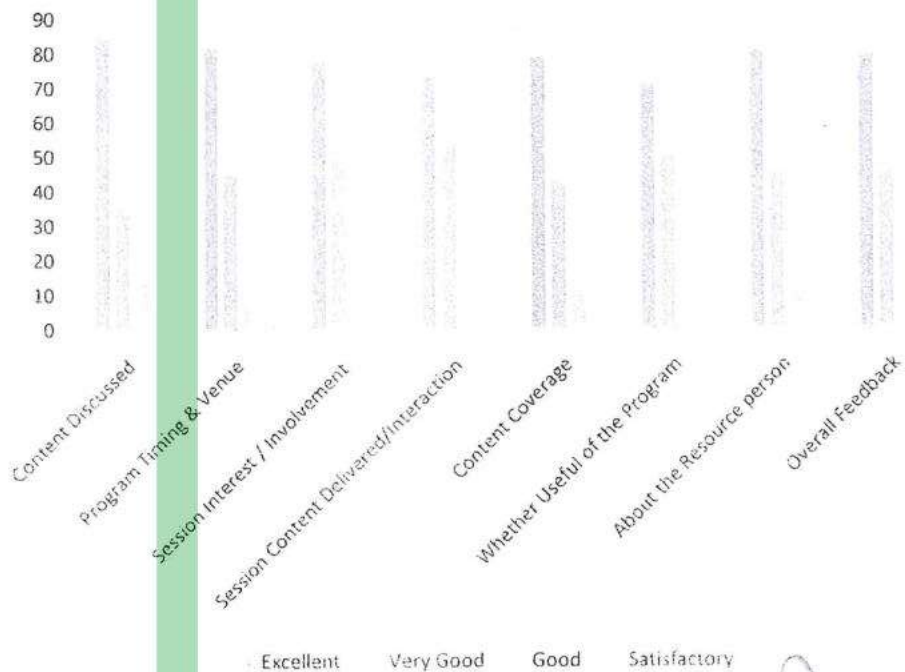 90
80
70
60
50
40
30
20
10
0
Content Discussed
Program Timing & Venue
Session Interest / Involvement
Session Content Delivered/Interaction
Content Coverage
Whether Useful of the Program
About the Resource person
Overall Feedback
Excellent Very Good Good Satisfactory